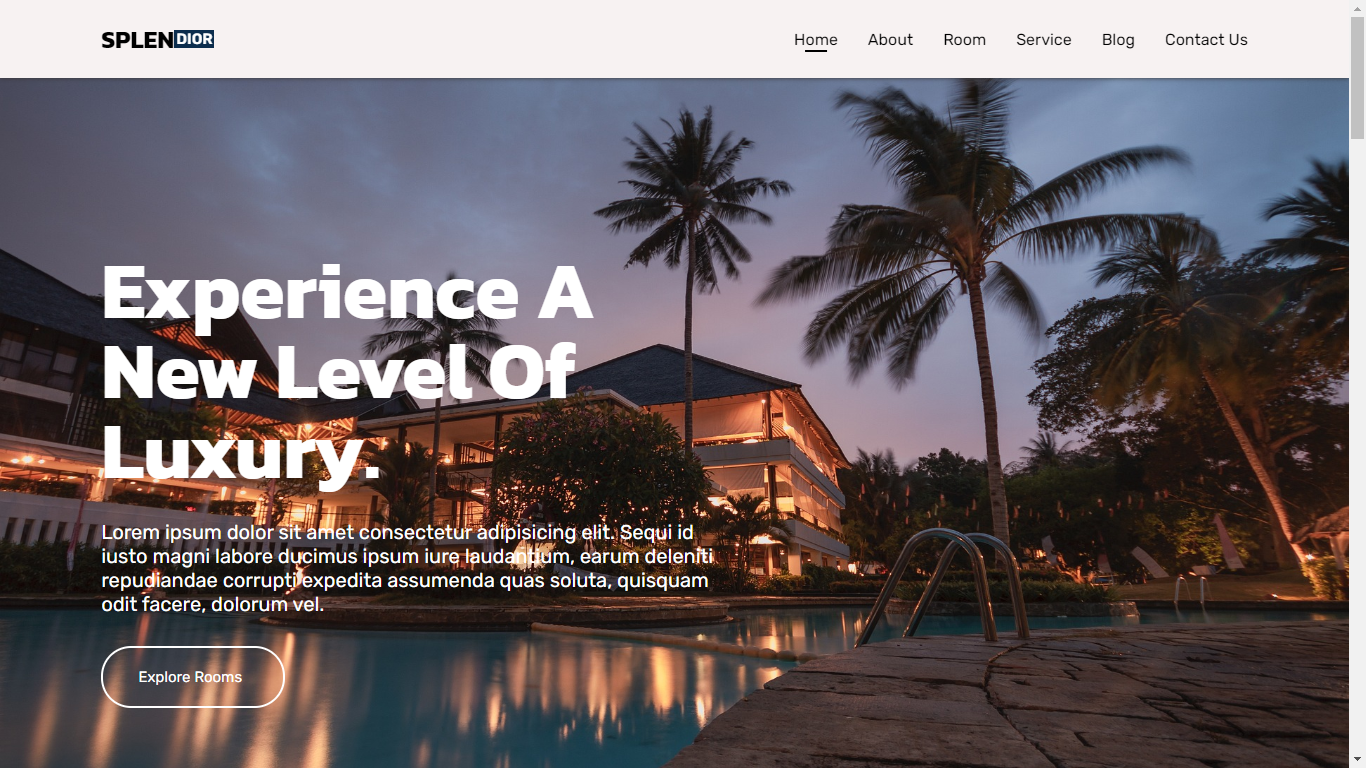 SPLENDIOR
Home About Room Service Blog Contact Us
Experience A
New Level Of
Luxury.
Lorem ipsum dolor sit amet consectetur adipisicing elit. Sequi id
iusto magni labore ducimus ipsum iure laudantium, earum deleniti
repudiandae corrupti expedita assumenda quas soluta, quisquam
odit facere, dolorum vel.
Explore Rooms